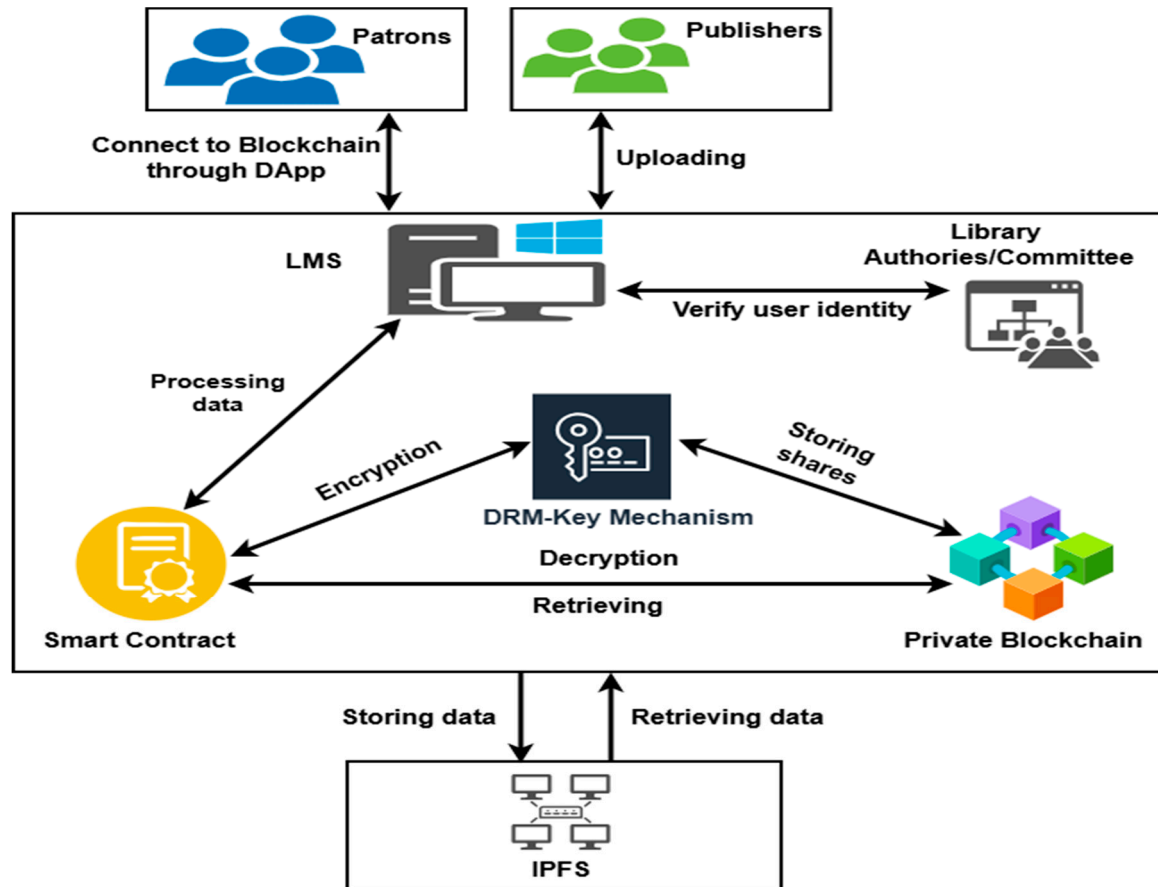 Patrons
Publishers
Connect to Blockchain
through DApp
Uploading
LMS
Library
Authories/Committee
Verify user identity
Processing
data
Encryption
Storing
shares
DRM-Key Mechanism
Decryption
Retrieving
Smart Contract
Private Blockchain
Storing data
Retrieving data
IPFS